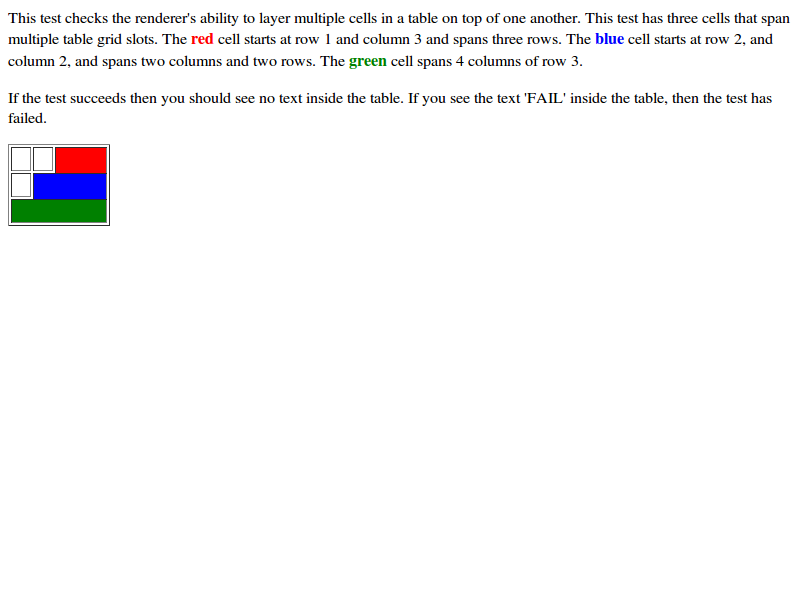 This test checks the renderer's ability to layer multiple cells in a table on top of one another. This test has three cells that span
multiple table grid slots. The red cell starts at row 1 and column 3 and spans three rows. The blue cell starts at row 2, and
column 2, and spans two columns and two rows. The green cell spans 4 columns of row 3.
If the test succeeds then you should see no text inside the table. If you see the text 'FAIL' inside the table, then the test has
failed.